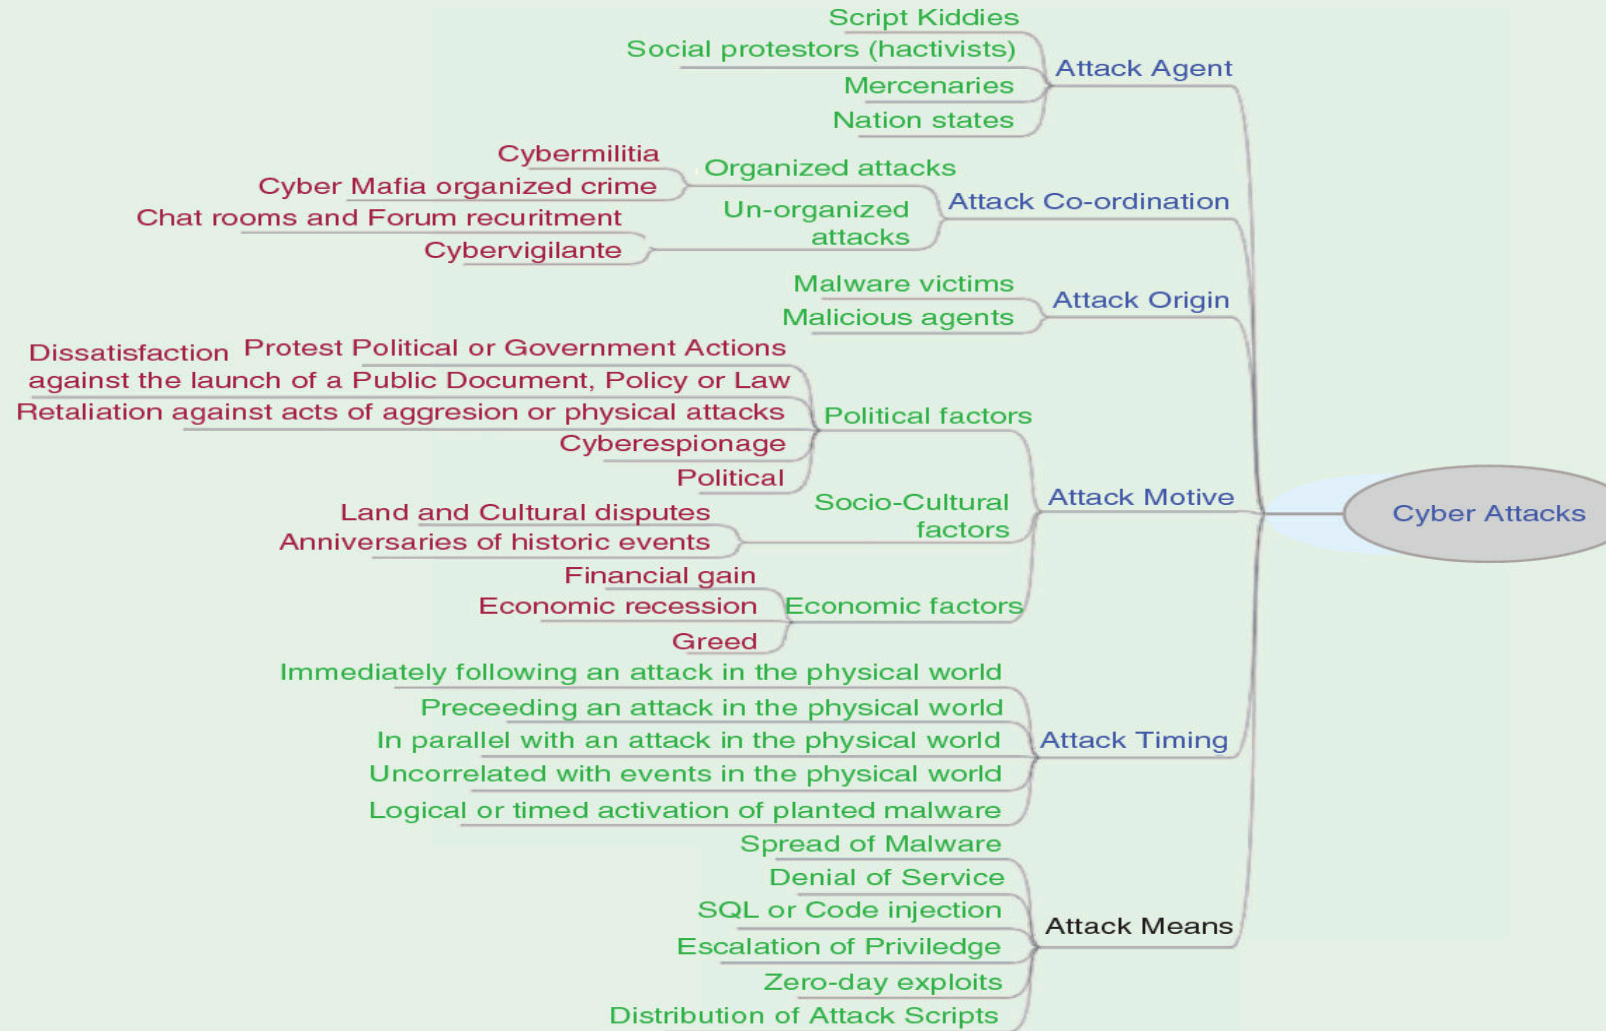 Script Kiddies
Social protestors (hactivists)
Attack Agent
Mercenaries
Nation states
Cybermilitia
Organized attacks
Cyber Mafia organized crime
Attack Co-ordination
Chat rooms and Forum recuritment
Un-organized
attacks
Cybervigilante
Malware victims
Attack Origin
Malicious agents
Protest Political or Government Actions
Dissatisfaction
against the launch of a Public Document, Policy or Law
Retaliation against acts of aggresion or physical attacks
Political factors
Cyberespionage
Political
Attack Motive
Socio-Cultural
factors
Land and Cultural disputes
Anniversaries of historic events
Cyber Attacks
Financial gain
Economic recession
Economic factors
Greed
Immediately following an attack in the physical world
Preceeding an attack in the physical world
In parallel with an attack in the physical world
Attack Timing
Uncorrelated with events in the physical world
Logical or timed activation of planted malware
Spread of Malware
Denial of Service
SQL or Code injection
Attack Means
Escalation of Priviledge
Zero-day exploits
Distribution of Attack Scripts